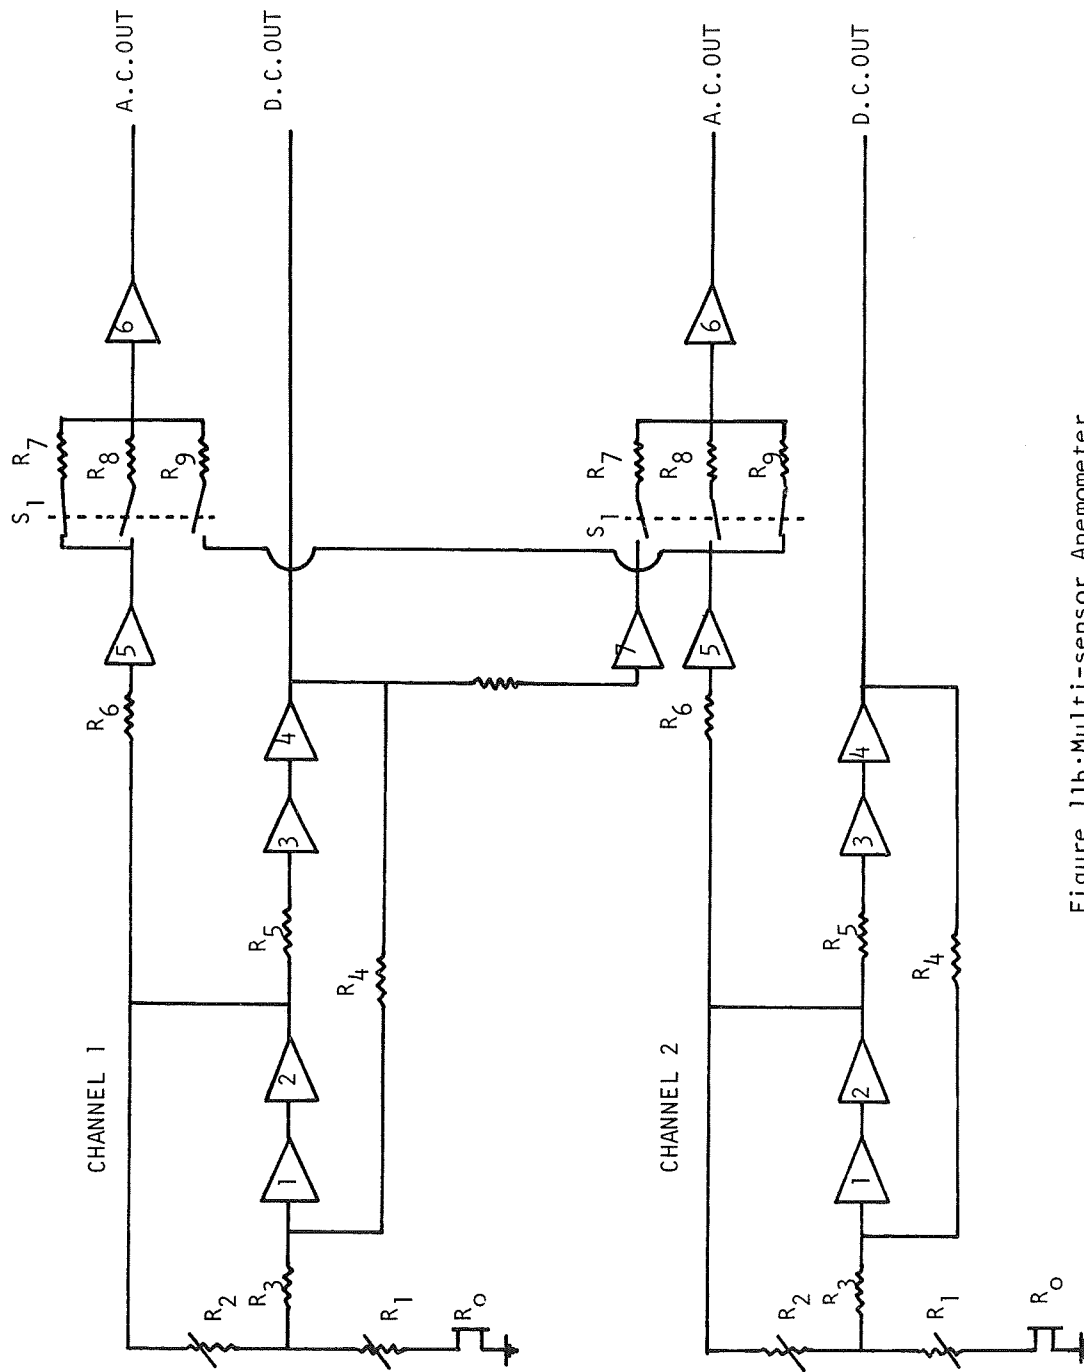 CHANNEL 1
R0
R1
R2
R3
1
2
R4
R5
3
4
R6
5
S1
R7
R8
R9
6
A.C.OUT
D.C.OUT
CHANNEL 2
R0
R1
R2
R3
1
2
R4
R5
3
4
R6
5
7
S1
R7
R8
R9
6
A.C.OUT
D.C.OUT
Figure 11b·Multi-sensor Anemometer